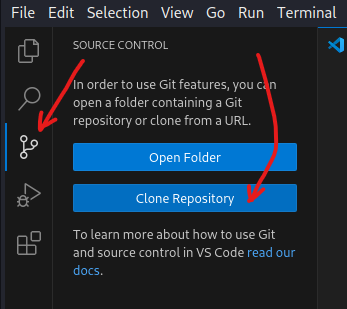 File Edit Selection View Go Run Terminal
SOURCE CONTROL
In order to use Git features, you can
open a folder containing a Git
repository or clone from a URL.
Open Folder
Clone Repository
To learn more about how to use Git
and source control in VS Code read our
docs.